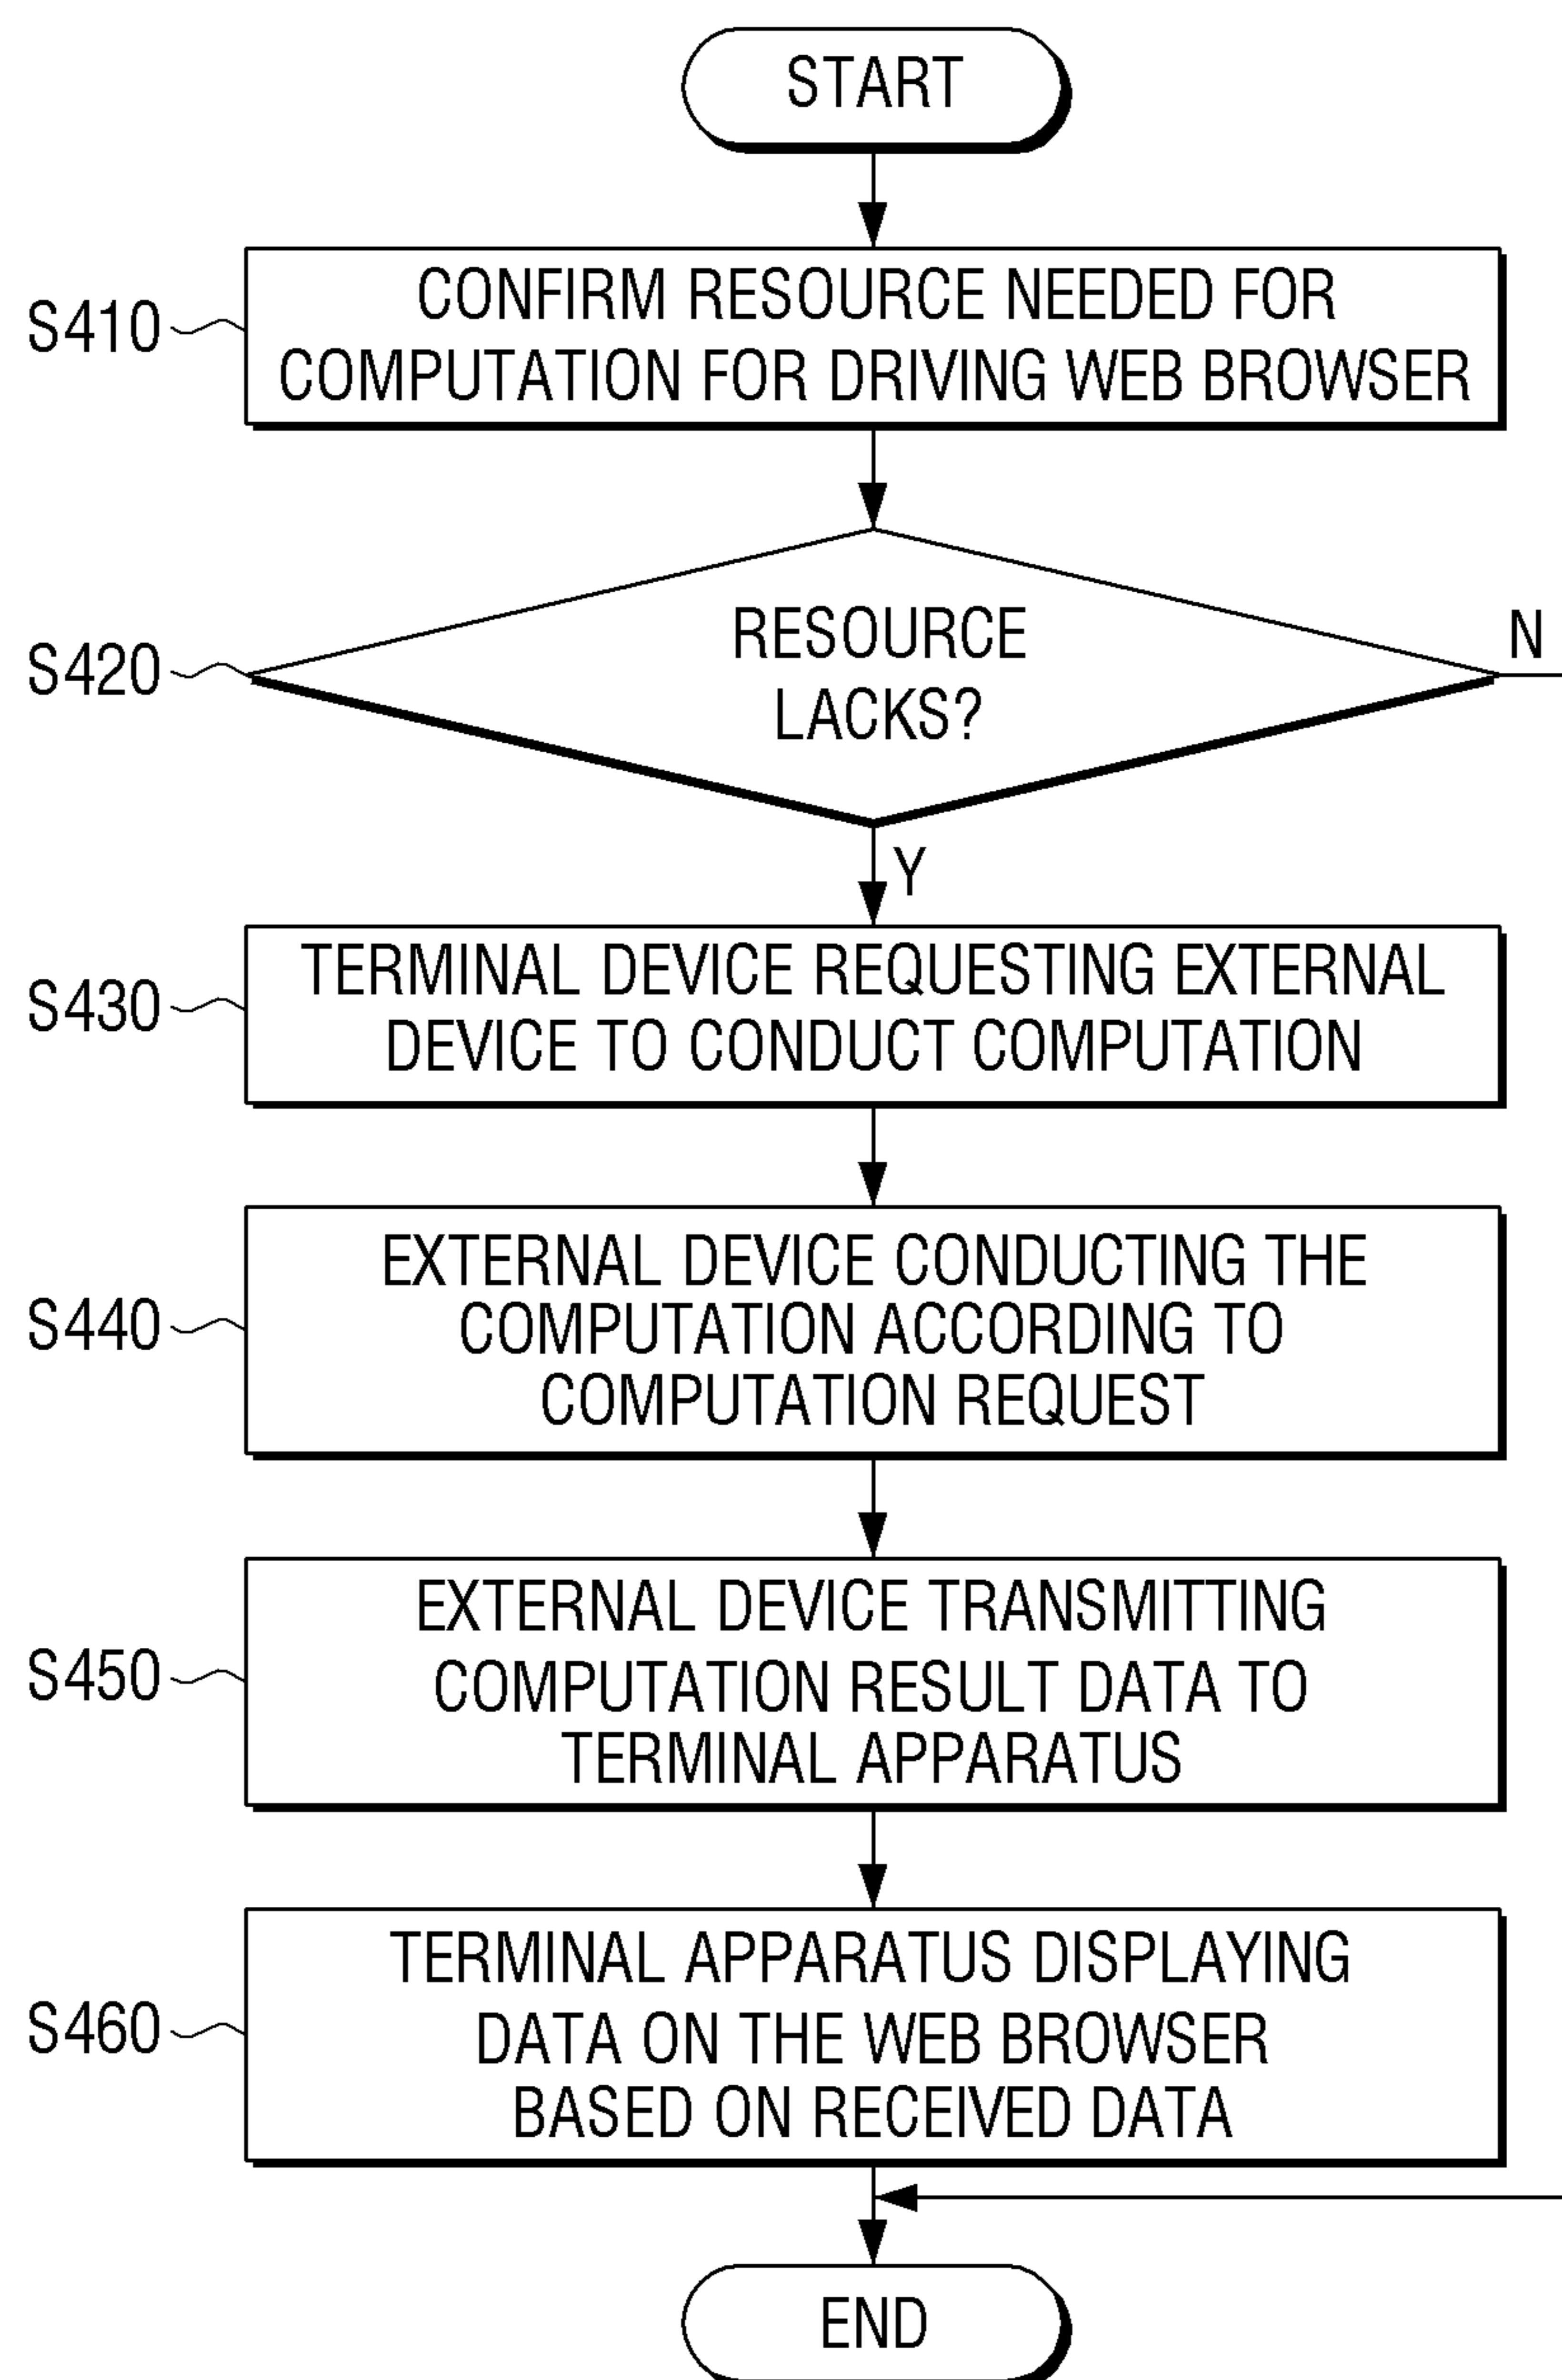 START
S410
CONFIRM RESOURCE NEEDED FOR
COMPUTATION FOR DRIVING WEB BROWSER
S420
RESOURCE
LACKS?
N
Y
S430
TERMINAL DEVICE REQUESTING EXTERNAL
DEVICE TO CONDUCT COMPUTATION
S440
EXTERNAL DEVICE CONDUCTING THE
COMPUTATION ACCORDING TO
COMPUTATION REQUEST
S450
EXTERNAL DEVICE TRANSMITTING
COMPUTATION RESULT DATA TO
TERMINAL APPARATUS
S460
TERMINAL APPARATUS DISPLAYING
DATA ON THE WEB BROWSER
BASED ON RECEIVED DATA
END